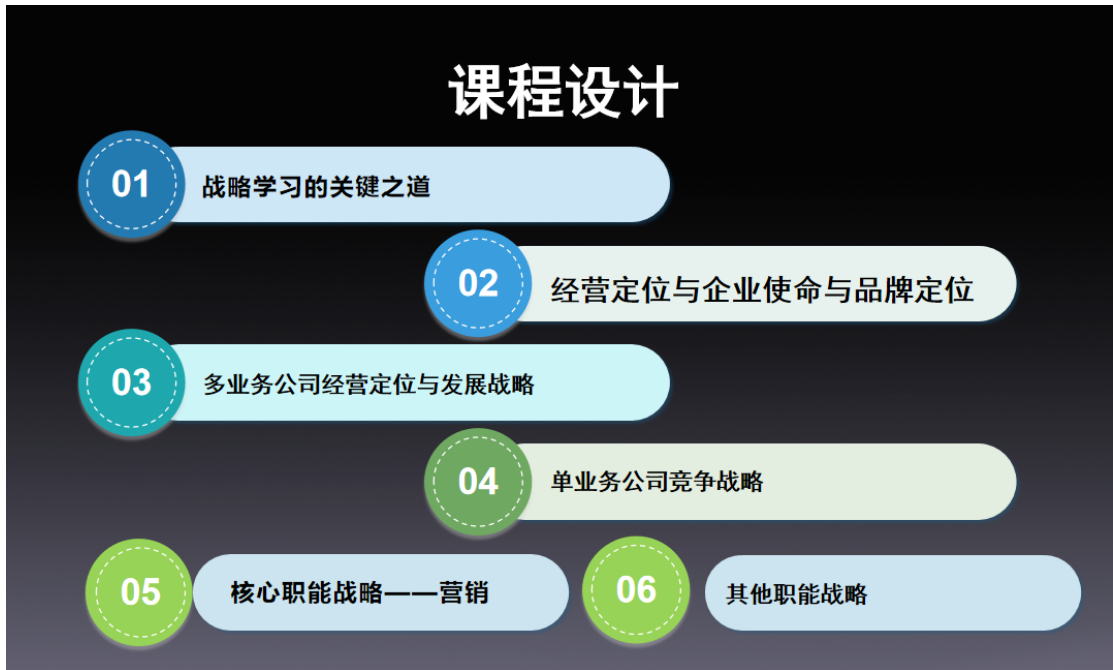 课程设计
01
战略学习的关键之道
02
经营定位与企业使命与品牌定位
03
多业务公司经营定位与发展战略
04
单业务公司竞争战略
05
核心职能战略——营销
06
其他职能战略